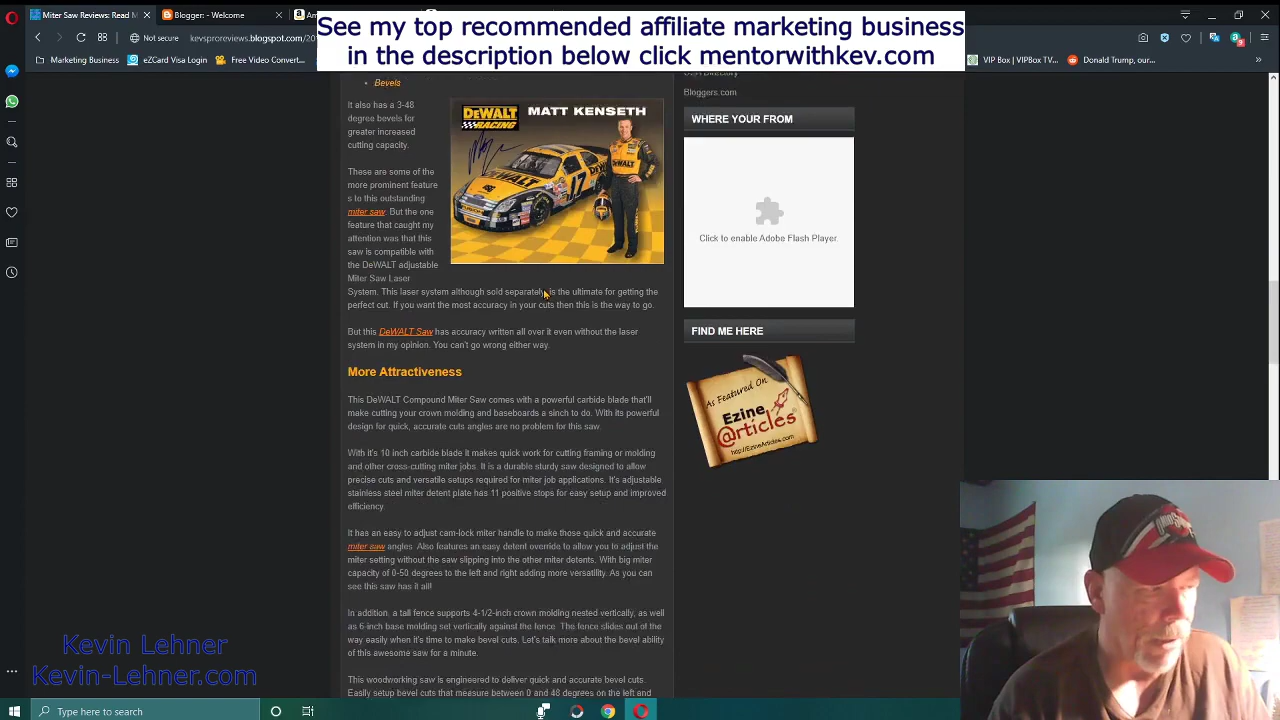 See my top recommended affiliate marketing business
in the description below click mentorwithkev.com
kevsproreviews.blogspot.com/20
Not secure
My Blog
Blogger
>> Mailer Links
Mentoring for Free
Amazon
Free Conferencing
VIP Box | VIPBox T
Donald Trump | Reddit
Bloggers.com
WHERE YOUR FROM
Click to enable Adobe Flash Player.
FIND ME HERE
As Featured On
Ezine
@rticles
http://EzineArticles.com
Bevels
It also has a 3-48
degree bevels for
greater increased
cutting capacity.
DEWALT
RACING
MATT KENSETH
DEWALT
17
These are some of the
more prominent feature
s to this outstanding
miter saw. But the one
feature that caught my
attention was that this
saw is compatible with
the DeWALT adjustable
Miter Saw Laser
System. This laser system although sold separately is the ultimate for getting the
perfect cut. If you want the most accuracy in your cuts then this is the way to go.
But this DeWALT Saw has accuracy written all over it even without the laser
system in my opinion. You can't go wrong either way.
More Attractiveness
This DeWALT Compound Miter Saw comes with a powerful carbide blade that'll
make cutting your crown molding and baseboards a sinch to do. With its powerful
design for quick, accurate cuts angles are no problem for this saw.
With it's 10 inch carbide blade It makes quick work for cutting framing or molding
and other cross-cutting miter jobs. It is a durable sturdy saw designed to allow
precise cuts and versatile setups required for miter job applications. It's adjustable
stainless steel miter detent plate has 11 positive stops for easy setup and improved
efficiency.
It has an easy to adjust cam-lock miter handle to make those quick and accurate
miter saw angles. Also features an easy detent override to allow you to adjust the
miter setting without the saw slipping into the other miter detents. With big miter
capacity of 0-50 degrees to the left and right adding more versatility. As you can
see this saw has it all!
In addition, a tall fence supports 4-1/2-inch crown molding nested vertically, as well
as 6-inch base molding set vertically against the fence. The fence slides out of the
way easily when it's time to make bevel cuts. Let's talk more about the bevel ability
of this awesome saw for a minute.
This woodworking saw is engineered to deliver quick and accurate bevel cuts.
Easily setup bevel cuts that measure between 0 and 48 degrees on the left and
Kevin Lehner
Kevin-Lehner.com
Type here to search